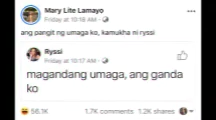 Mary Lite Lamayo
Friday at 10:18 AM
ang pangit ng umaga ko, kamukha ni ryssi
Ryssi
Friday at 10:17 AM
magandang umaga, ang ganda
ko
56.1K
1.7K comments 1.2K shares